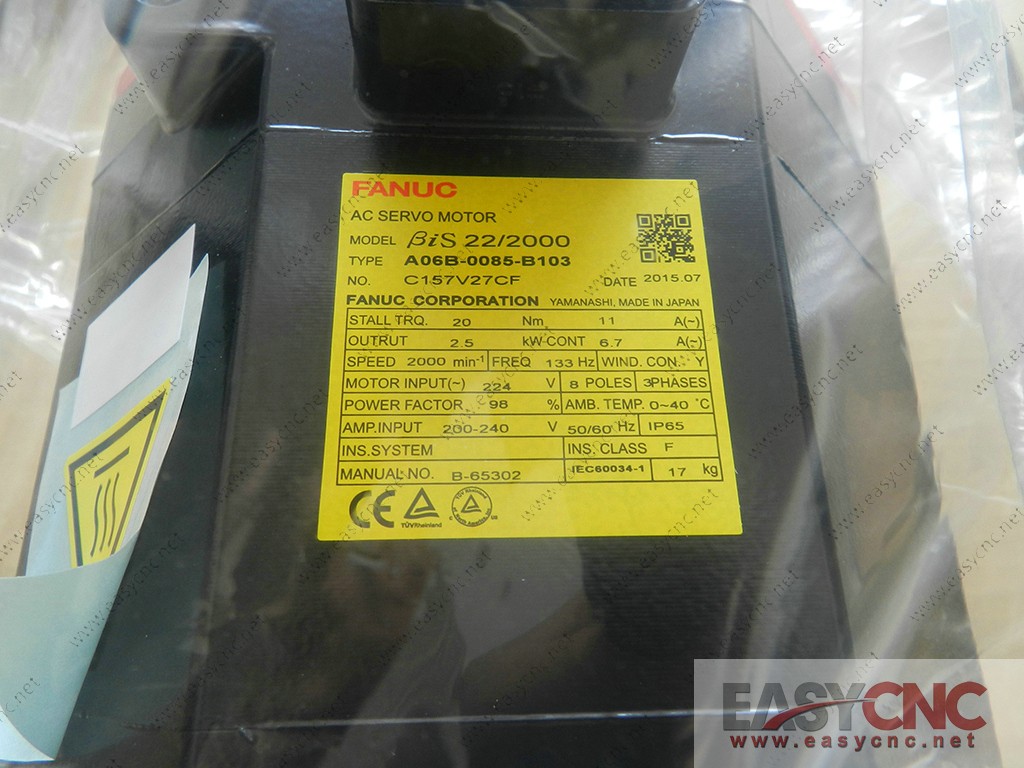 FANUC
AC SERVO MOTOR
MODEL βiS 22/2000
TYPE A06B-0085-B103
NO. C157V27CF DATE 2015.07
FANUC CORPORATION YAMANASHI, MADE IN JAPAN
STALL TRQ. 20 Nm 11 A(~)
OUTPUT 2.5 kW CONT 6.7 A(~)
SPEED 2000 min-1 FREQ 133 Hz WIND. CON. Y
MOTOR INPUT(~) 224 V 8 POLES 3PHASES
POWER FACTOR 98 % AMB. TEMP. 0~40 °C
AMP.INPUT 200-240 V 50/60 Hz IP65
INS.SYSTEM INS. CLASS F
MANUAL NO. B-65302 IEC60034-1 17 kg
CE TÜVRheinland C US
EASYCNC
www.easycnc.net